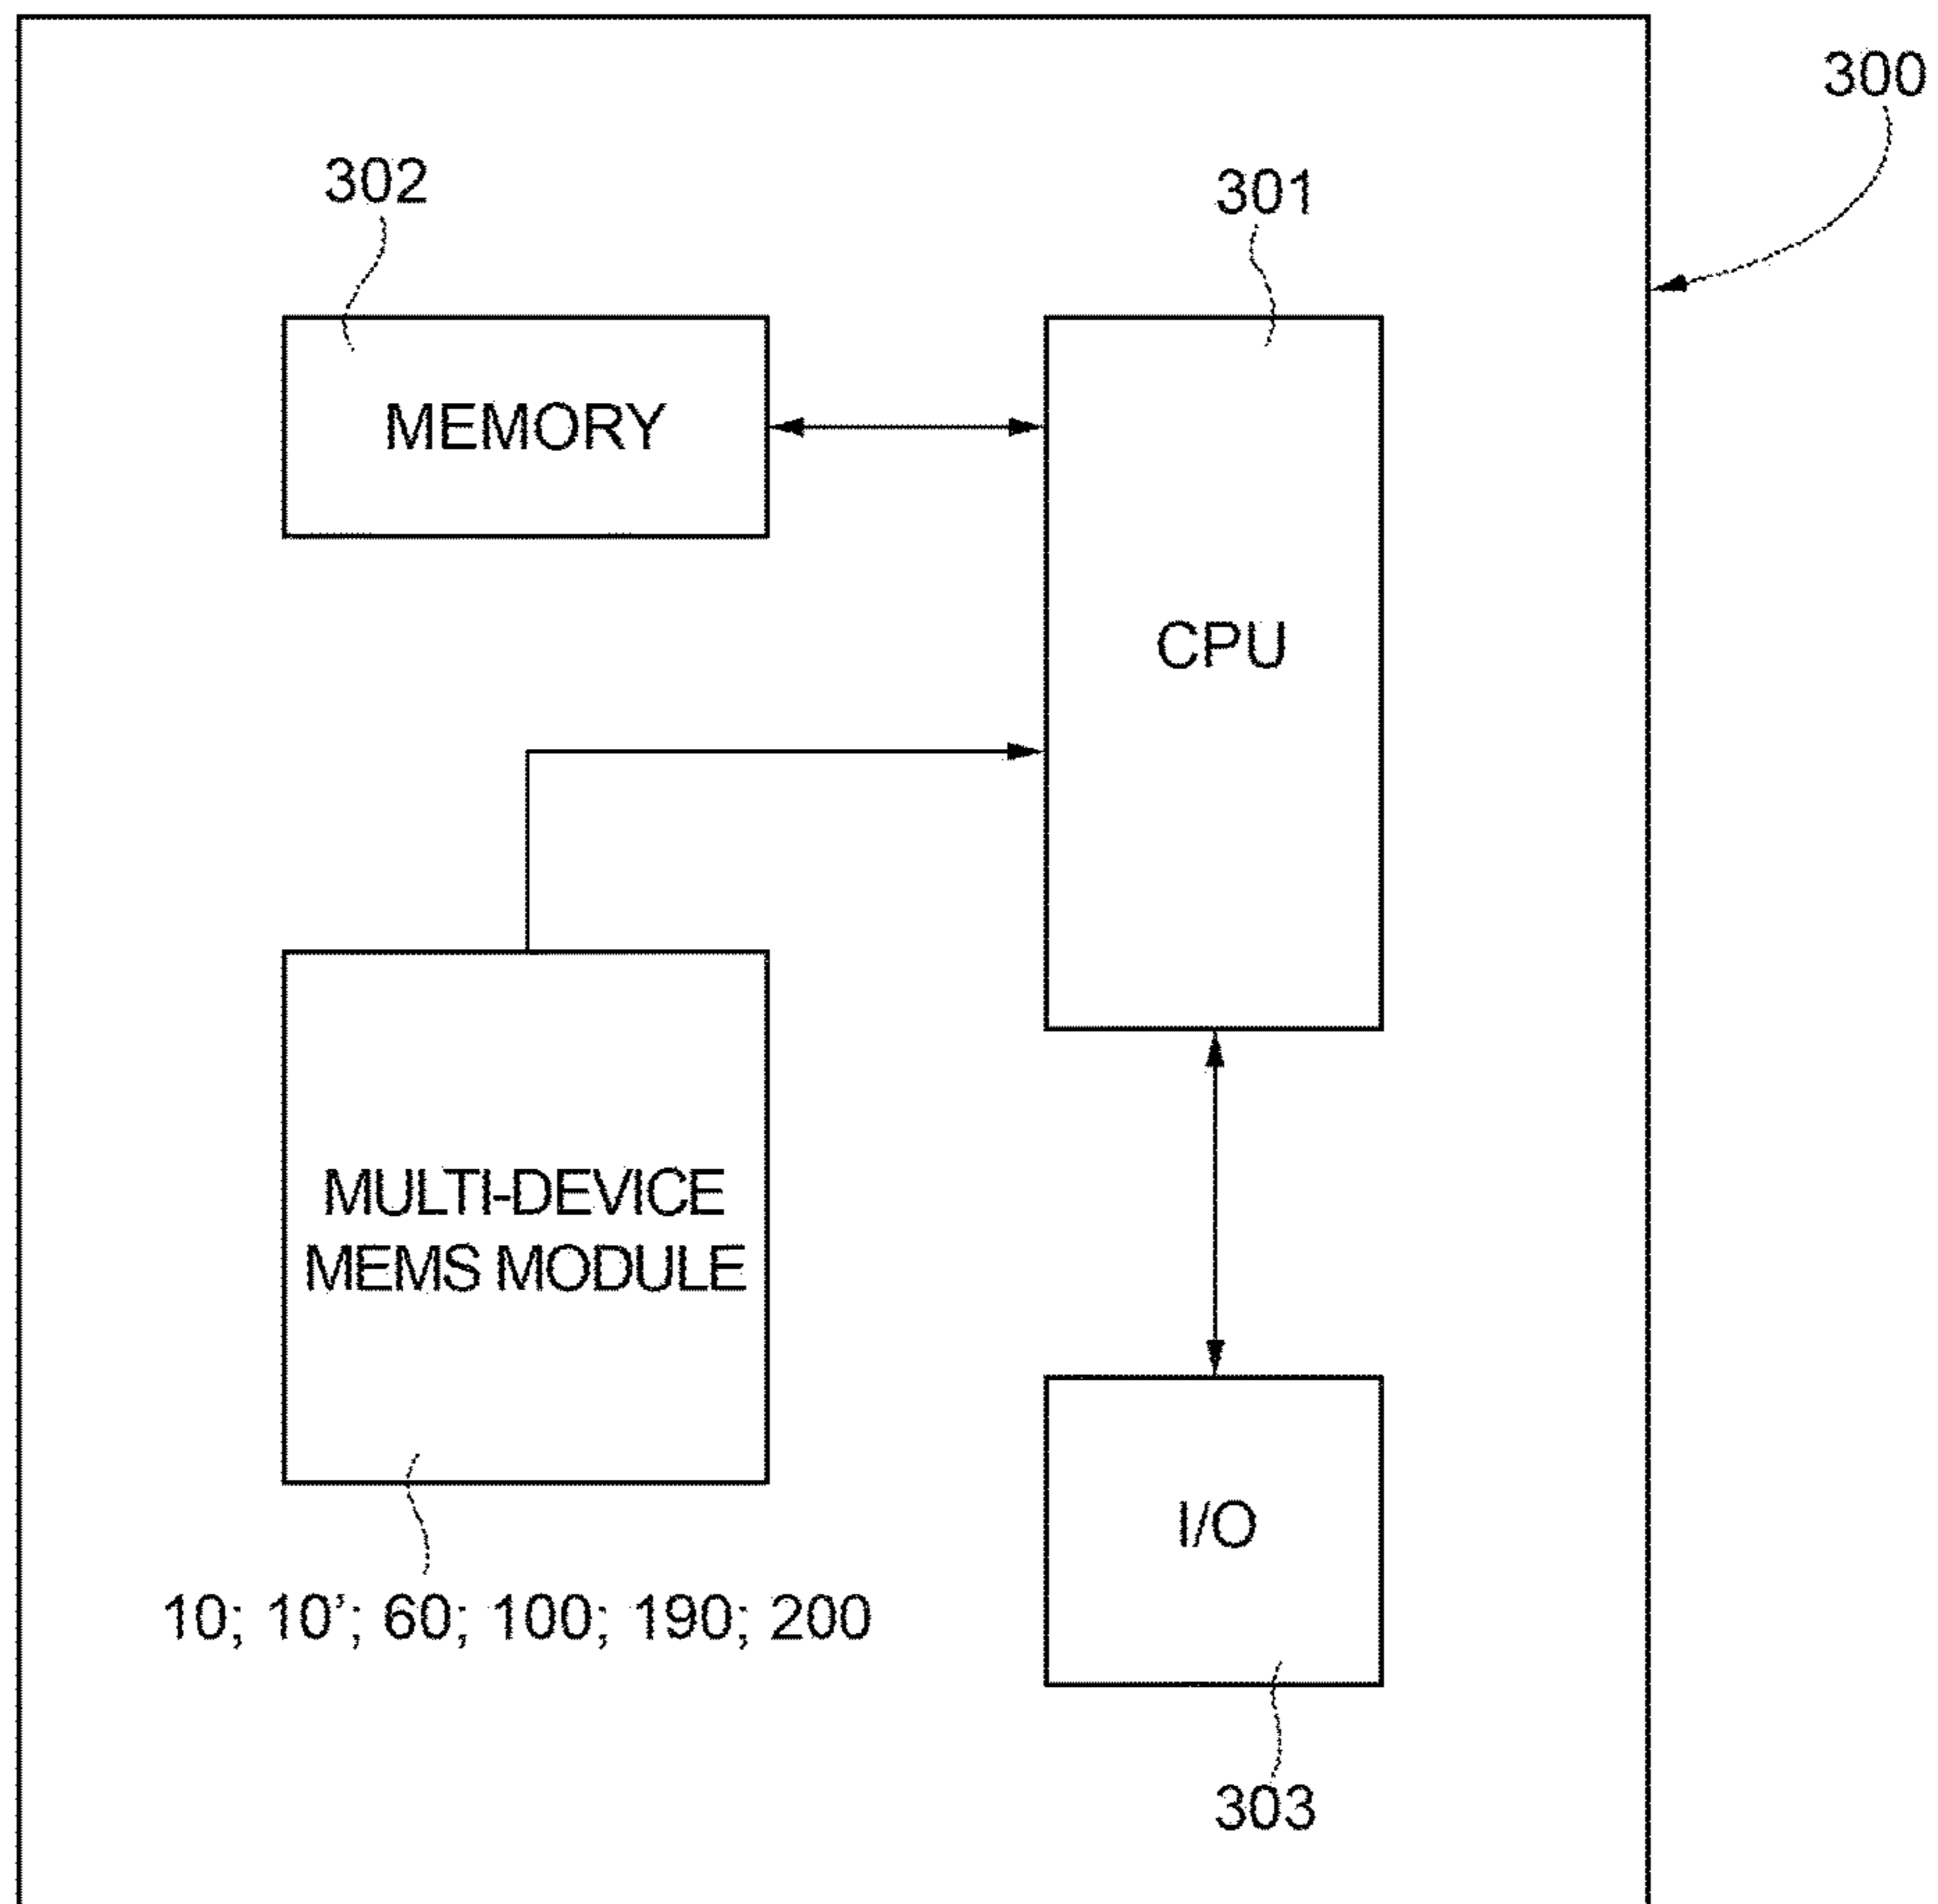 300
302
301
MEMORY
CPU
MULTI-DEVICE
MEMS MODULE
I/O
10; 10'; 60; 100; 190; 200
303